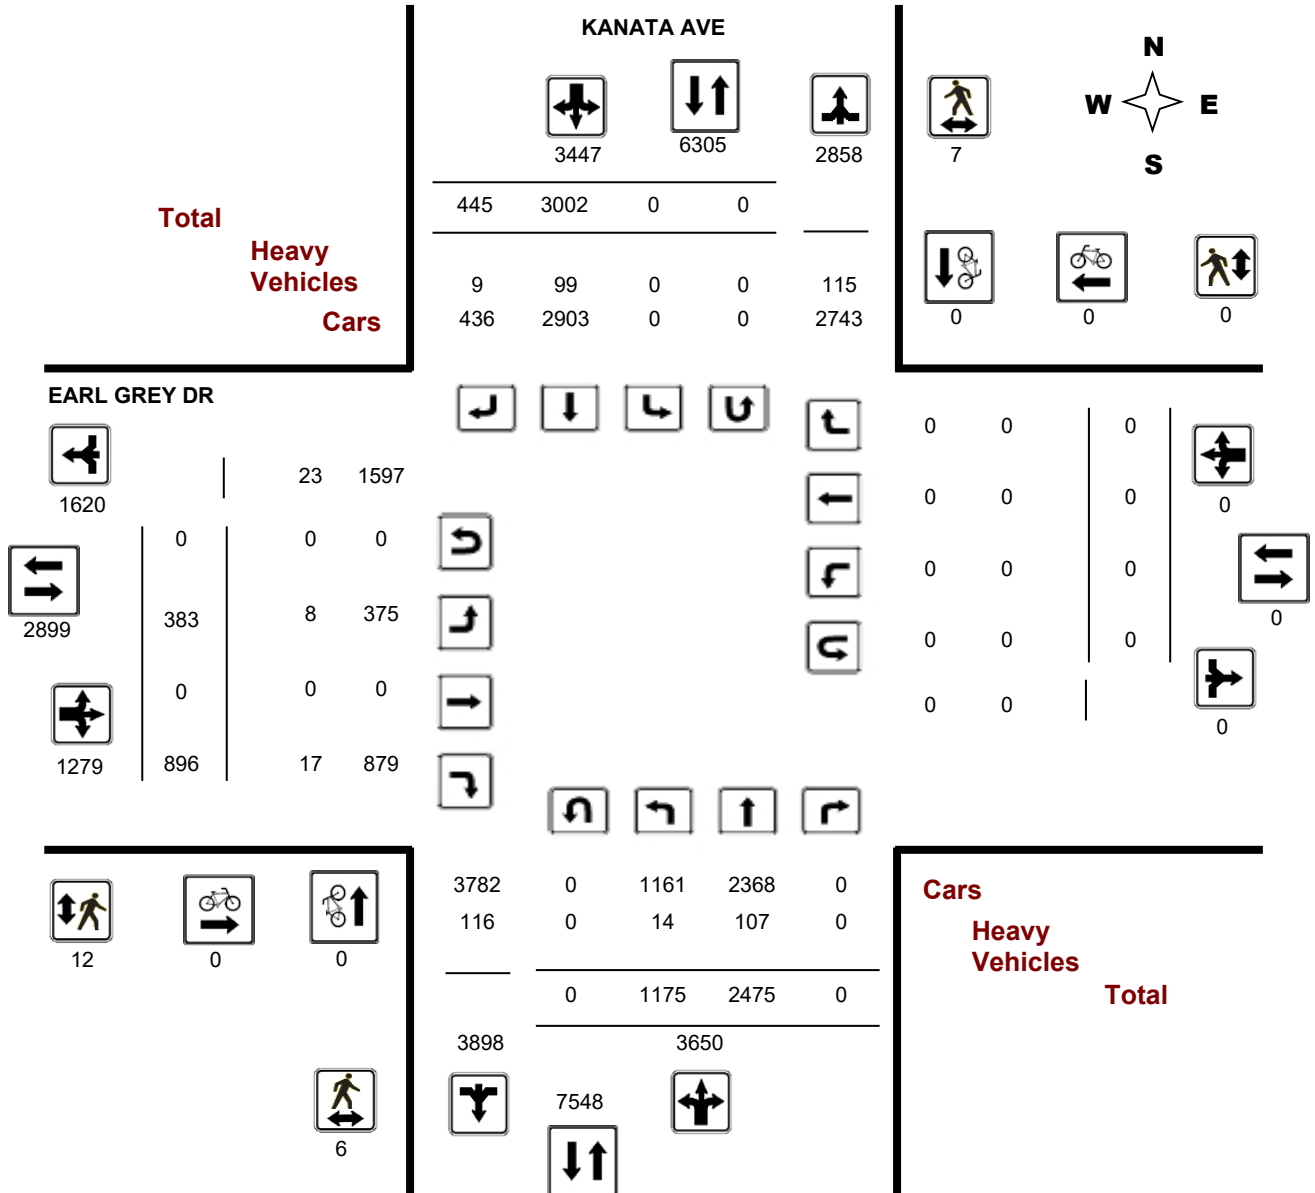 KANATA AVE
N
W E
S
3447 6305 2858 7
445 3002 0 0
Total
Heavy
Vehicles
9 99 0 0 115
Cars
436 2903 0 0 2743
0 0 0
EARL GREY DR
1620
23 1597
0 0 0
2899
383 8 375
0 0 0
1279
896 17 879
0 0 0
0 0 0
0 0 0
0 0 0
0 0
0
0
0
3782 0 1161 2368 0
116 0 14 107 0
0 1175 2475 0
3898 3650
7548
12 0 0
6
Cars
Heavy
Vehicles
Total